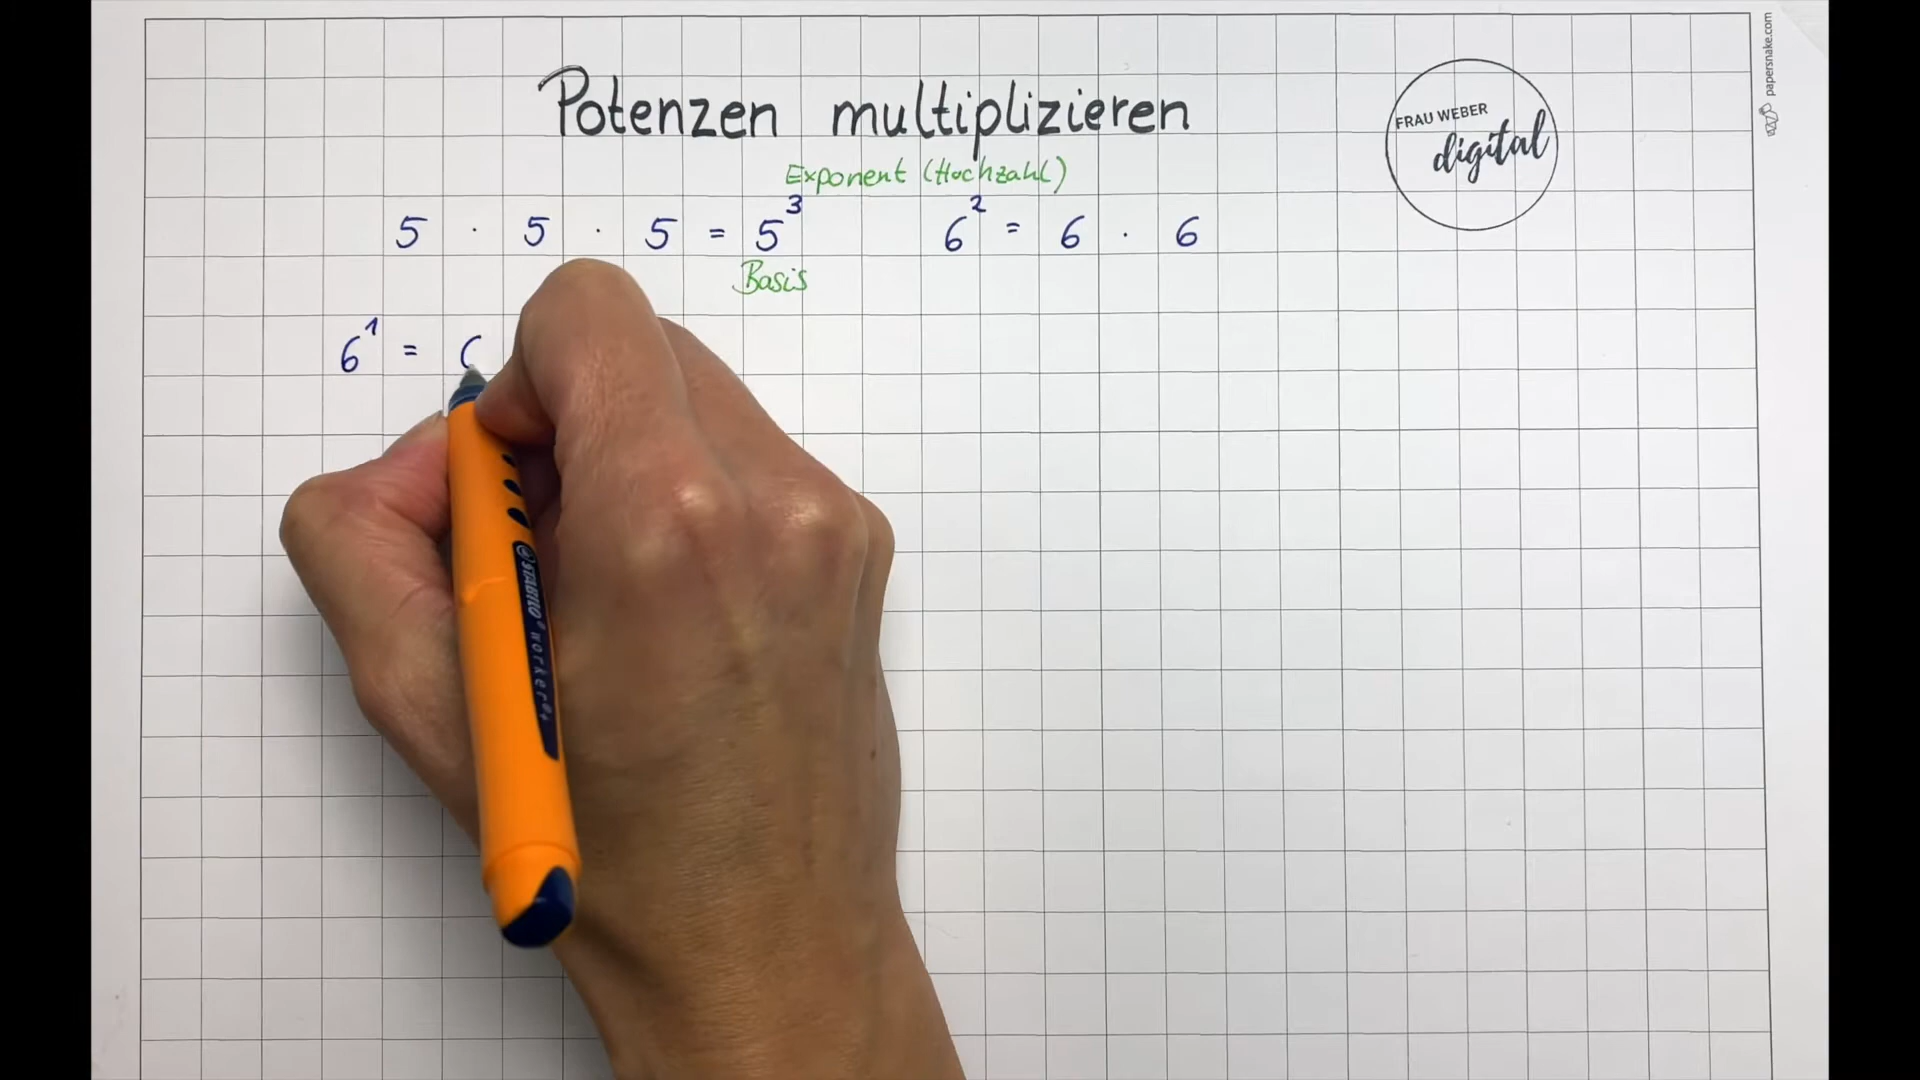 Potenzen multiplizieren
Exponent (Hochzahl)
5 · 5 · 5 = 5³
6² = 6 · 6
Basis
6¹ =
FRAU WEBER
digital
papersnake.com
STABILO® worker®+